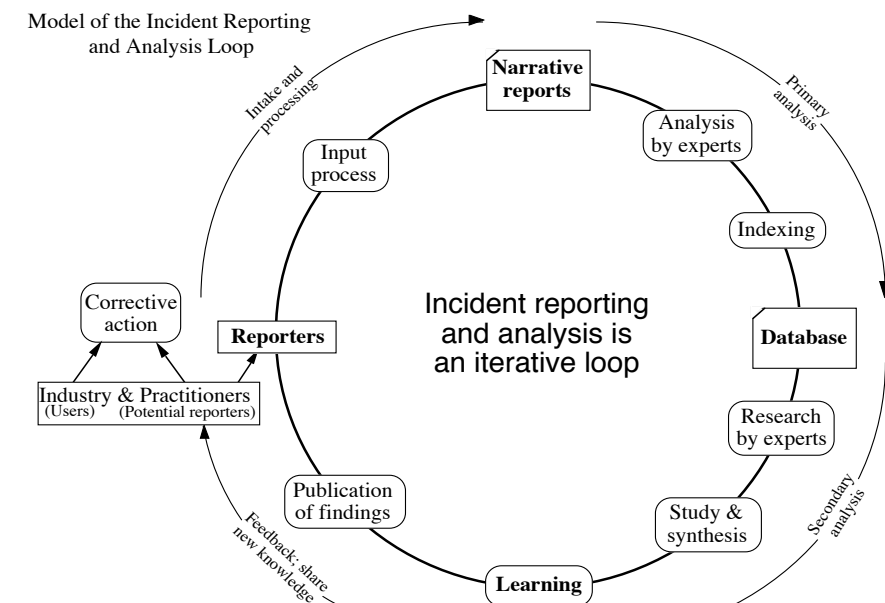 Model of the Incident Reporting
and Analysis Loop
Narrative
reports
Intake and
processing
Primary
analysis
Analysis
by experts
Input
process
Indexing
Corrective
action
Incident reporting
and analysis is
an iterative loop
Reporters
Database
Industry & Practitioners
(Users) (Potential reporters)
Research
by experts
Publication
of findings
Study &
synthesis
Secondary
analysis
Feedback; share
new knowledge
Learning